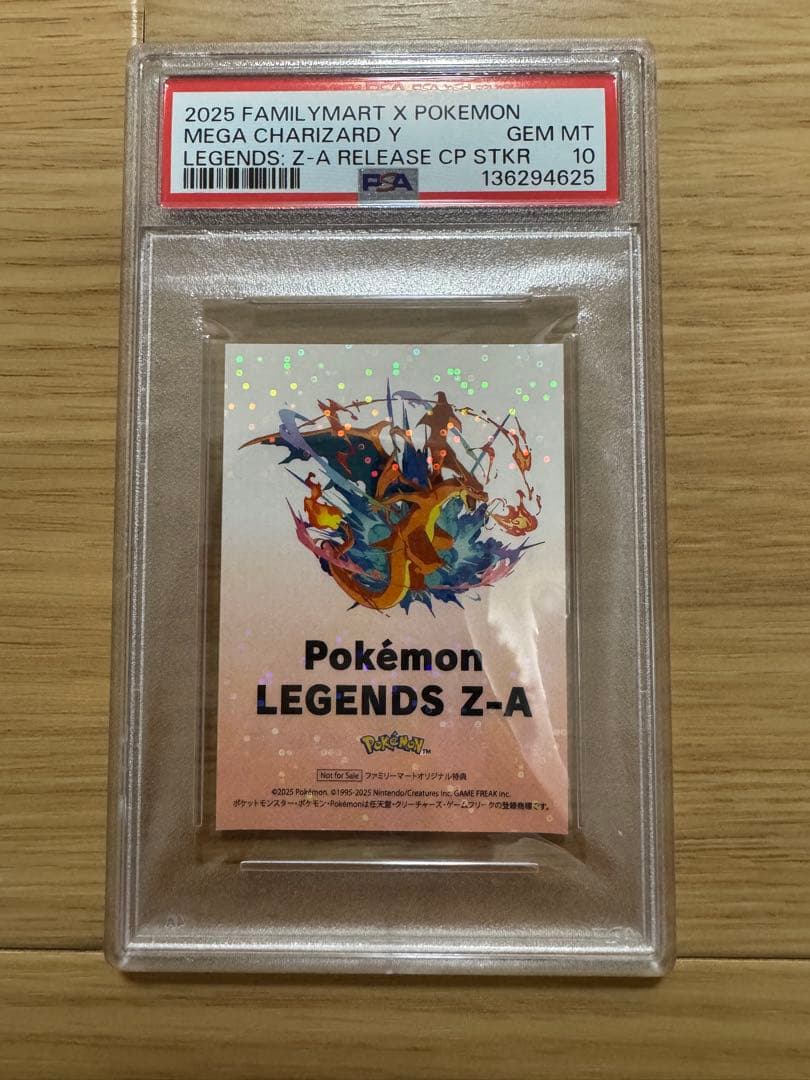 2025 FAMILYMART X POKEMON
MEGA CHARIZARD Y GEM MT
LEGENDS: Z-A RELEASE CP STKR 10
PSA 136294625
Pokémon
LEGENDS Z-A
POKéMON™
Not for Sale ファミリーマートオリジナル特典
©2025 Pokémon. ©1995-2025 Nintendo/Creatures Inc. GAME FREAK inc.
ポケットモンスター・ポケモン・Pokémonは任天堂・クリーチャーズ・ゲームフリークの登録商標です。